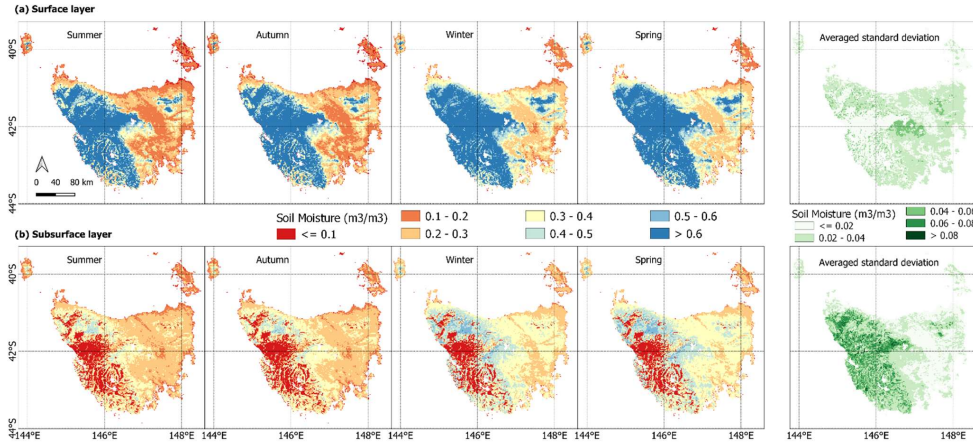 (a) Surface layer
Summer
Autumn
Winter
Spring
Averaged standard deviation
40°S
42°S
44°S
0 40 80 km
Soil Moisture (m3/m3)
<= 0.1
0.1 - 0.2
0.2 - 0.3
0.3 - 0.4
0.4 - 0.5
0.5 - 0.6
> 0.6
Soil Moisture (m3/m3)
<= 0.02
0.02 - 0.04
0.06 - 0.08
> 0.08
(b) Subsurface layer
Summer
Autumn
Winter
Spring
Averaged standard deviation
40°S
42°S
44°S
144°E 146°E 148°E
144°E 146°E 148°E
144°E 146°E 148°E
144°E 146°E 148°E
144°E 146°E 148°E